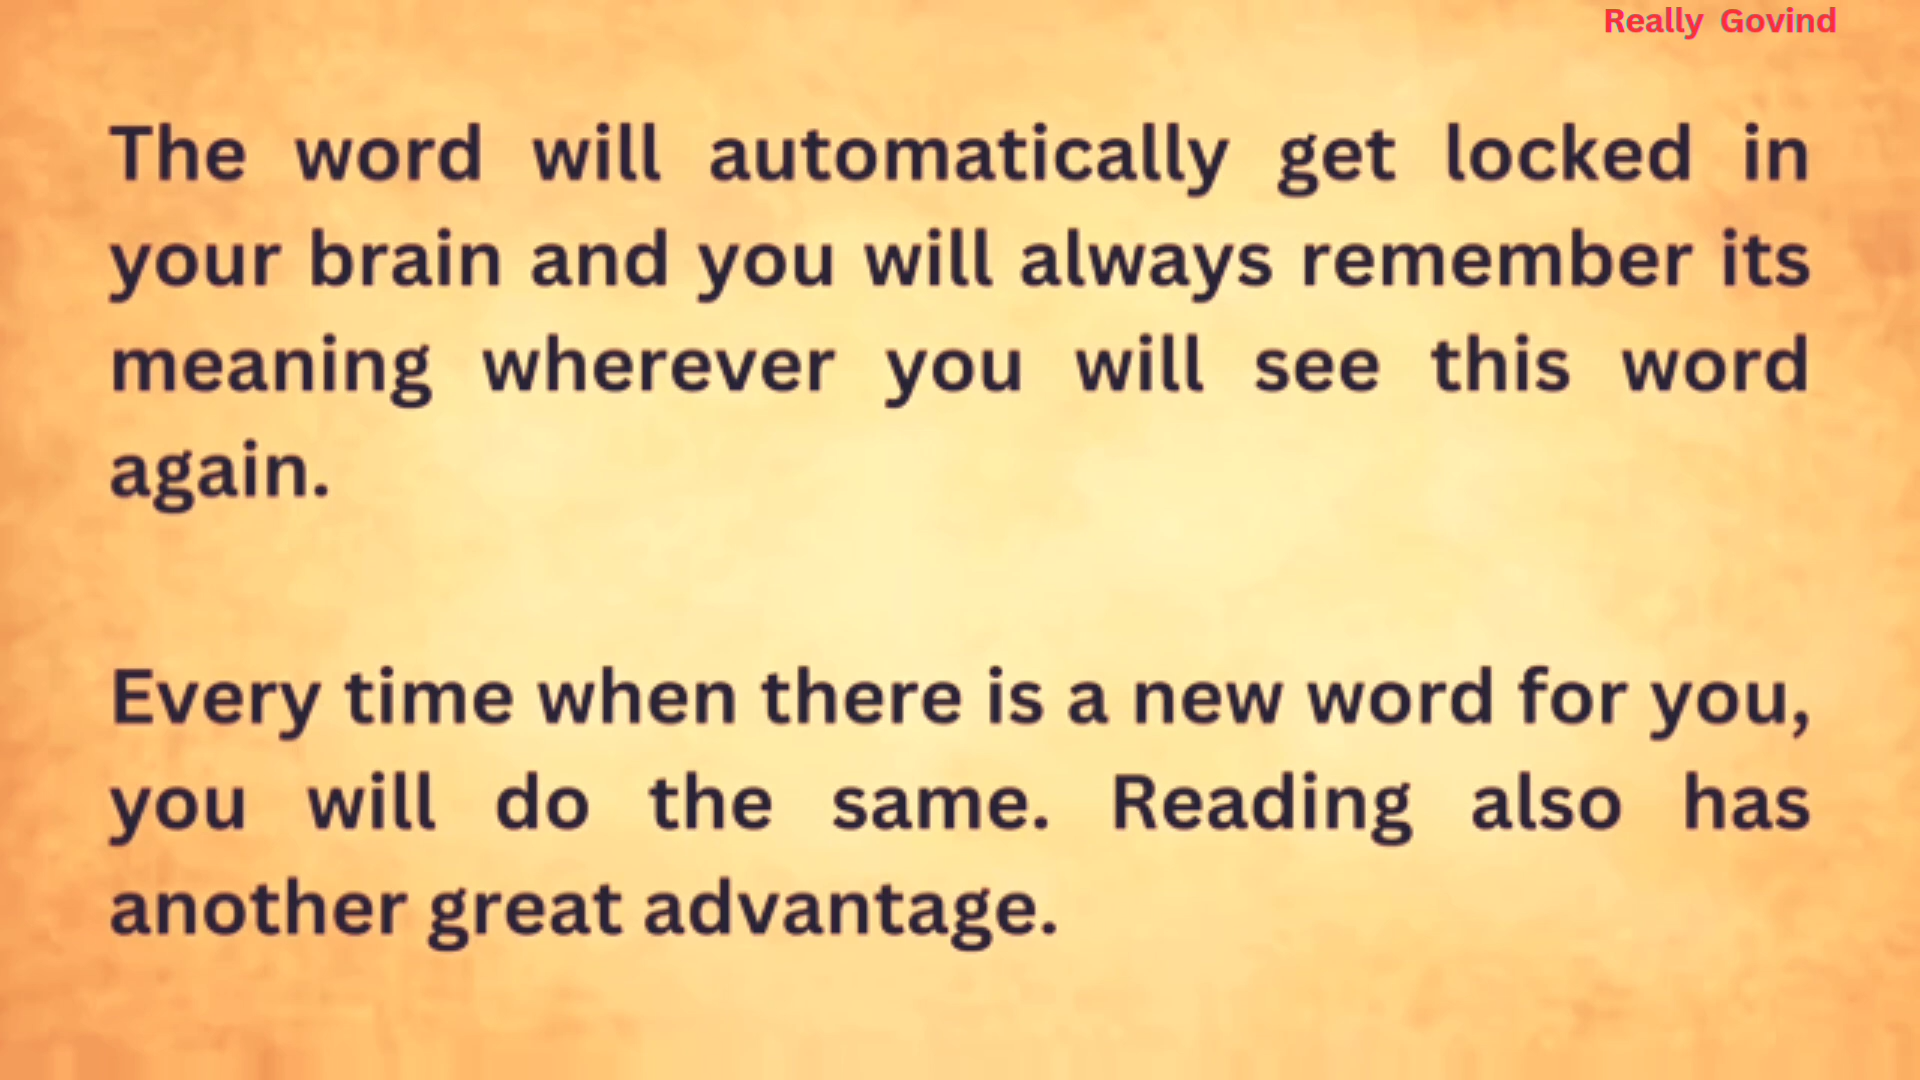 Really Govind
The word will automatically get locked in
your brain and you will always remember its
meaning wherever you will see this word
again.
Every time when there is a new word for you,
you will do the same. Reading also has
another great advantage.